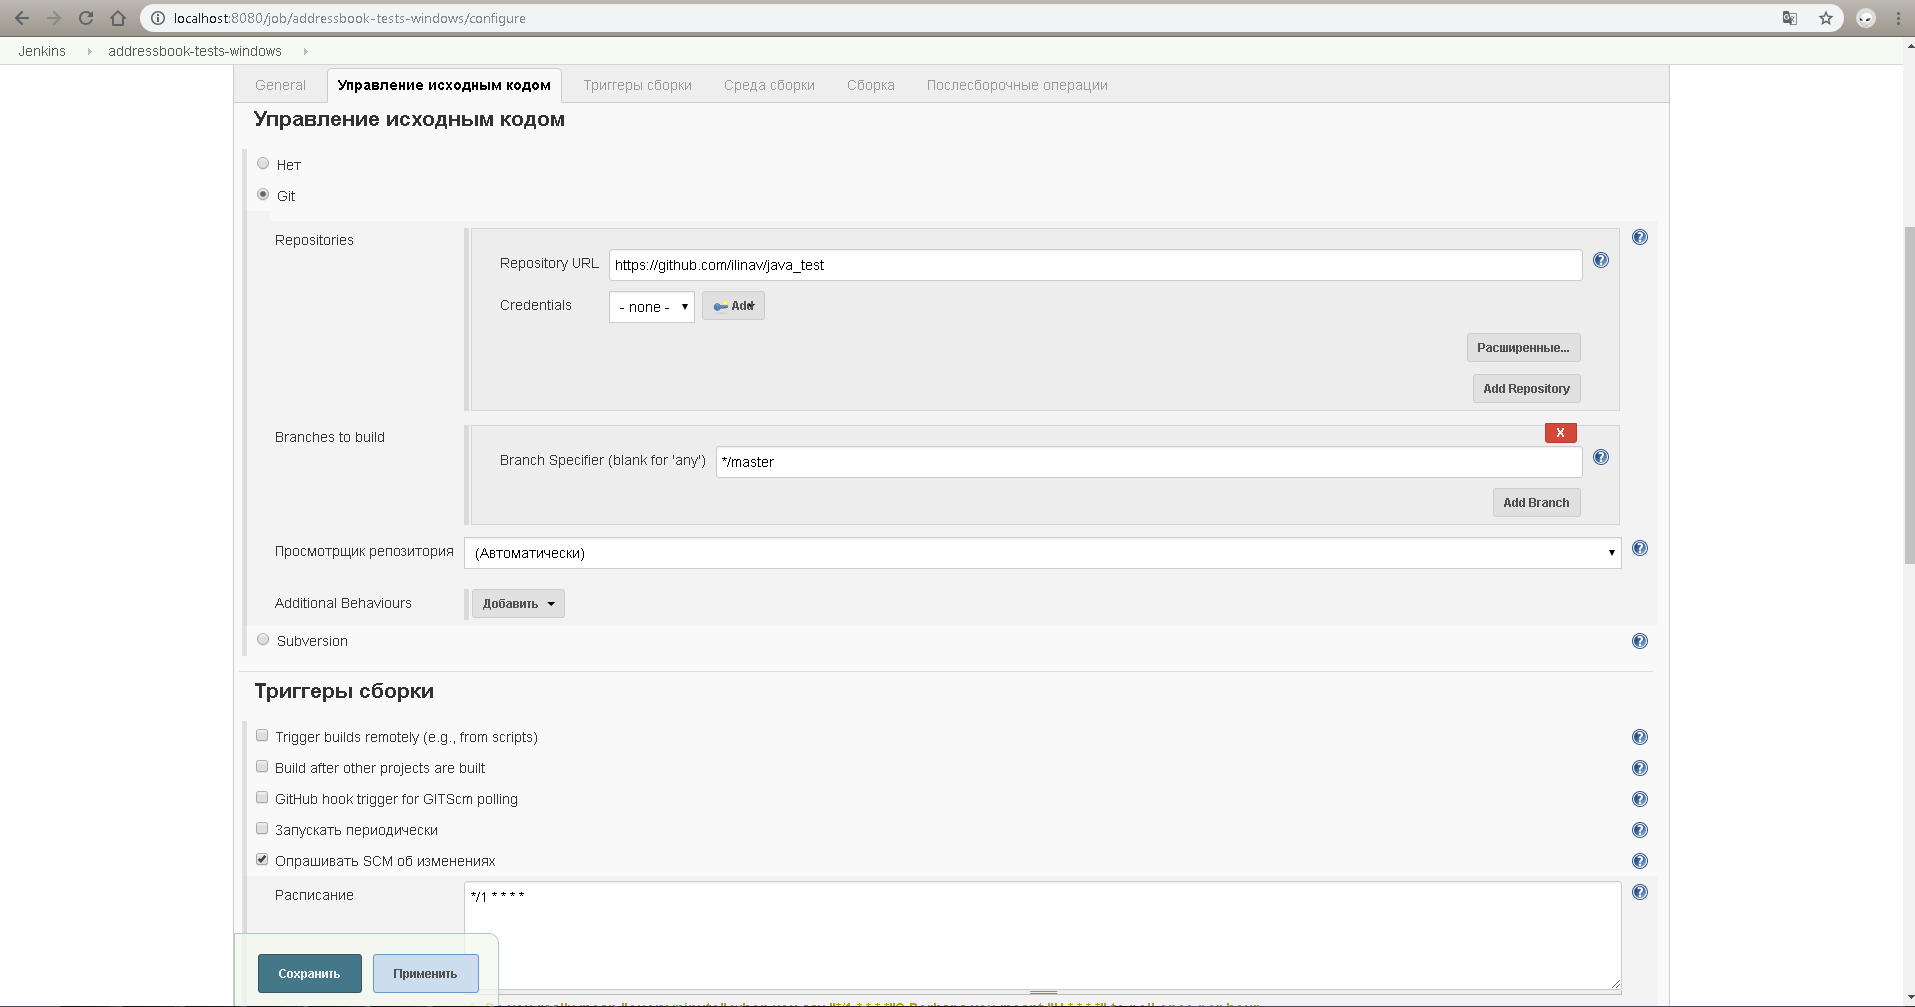 localhost:8080/job/addressbook-tests-windows/configure
Jenkins addressbook-tests-windows
General Управление исходным кодом Триггеры сборки Среда сборки Сборка Послесборочные операции
Управление исходным кодом
Нет
Git
Repositories
Repository URL https://github.com/ilinav/java_test
Credentials - none - Add
Расширенные...
Add Repository
Branches to build
X
Branch Specifier (blank for 'any') */master
Add Branch
Просмотрщик репозитория (Автоматически)
Additional Behaviours Добавить
Subversion
Триггеры сборки
Trigger builds remotely (e.g., from scripts)
Build after other projects are built
GitHub hook trigger for GITScm polling
Запускать периодически
Опрашивать SCM об изменениях
Расписание */1 * * * *
Сохранить Применить